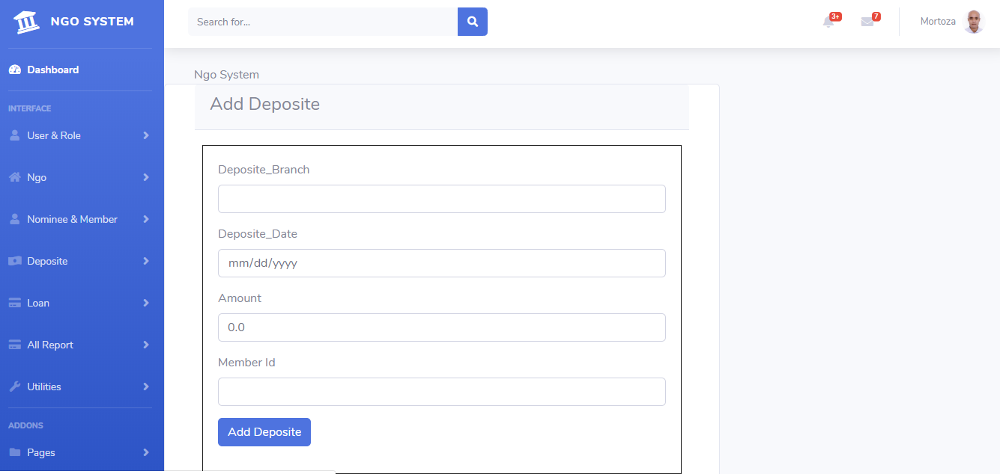 NGO SYSTEM
Search for...
3+
7
Mortoza
Dashboard
INTERFACE
User & Role
Ngo
Nominee & Member
Deposite
Loan
All Report
Utilities
ADDONS
Pages
Ngo System
Add Deposite
Deposite_Branch
Deposite_Date
mm/dd/yyyy
Amount
0.0
Member Id
Add Deposite